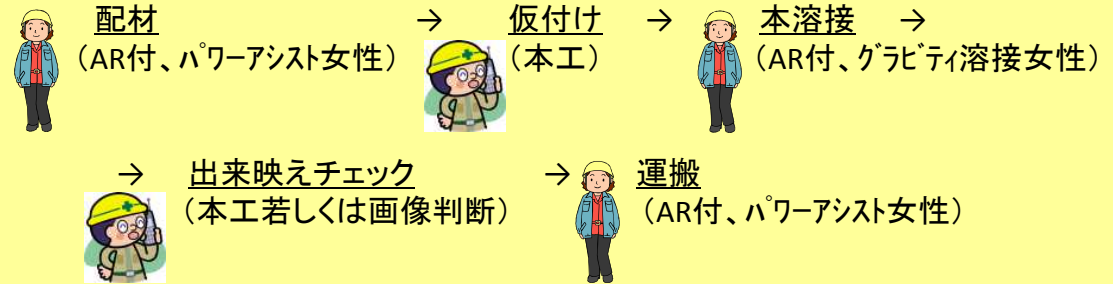 配材 → 仮付け → 本溶接 →
（AR付、ﾊﾟﾜｰｱｼｽﾄ女性） （本工） （AR付、ｸﾞﾗﾋﾞﾃｨ溶接女性）
→ 出来映えチェック → 運搬
（本工若しくは画像判断） （AR付、ﾊﾟﾜｰｱｼｽﾄ女性）